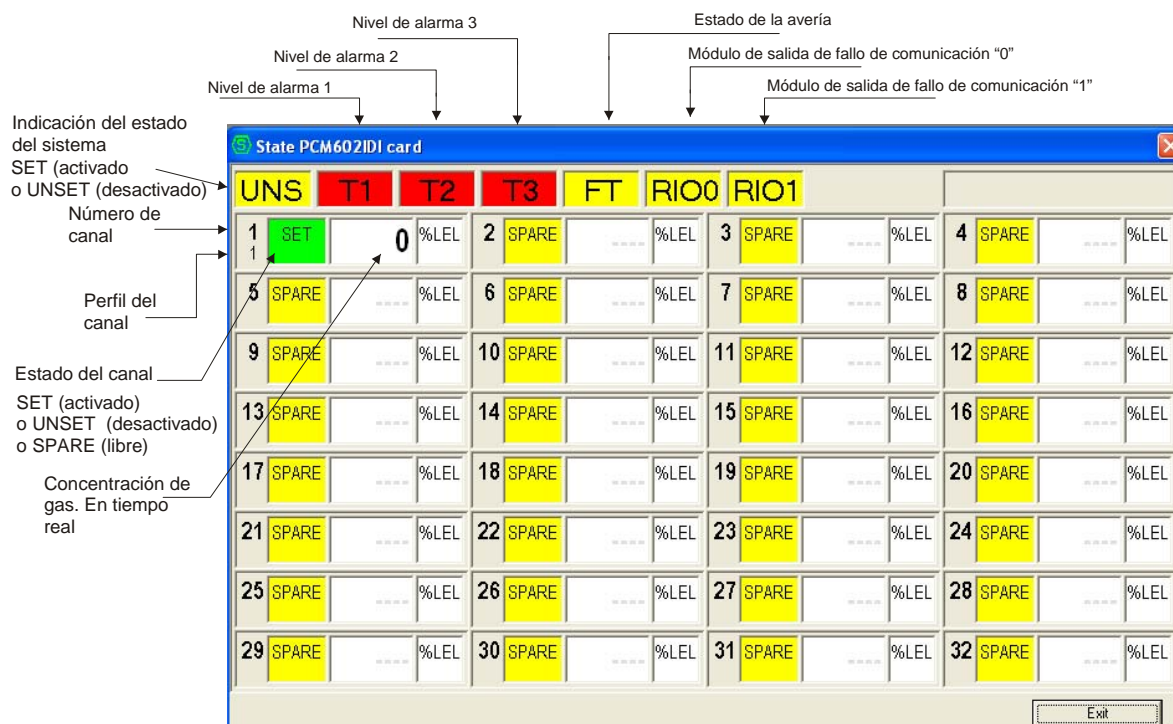 Nivel de alarma 3
Estado de la avería
Nivel de alarma 2
Módulo de salida de fallo de comunicación “0”
Nivel de alarma 1
Módulo de salida de fallo de comunicación “1”
Indicación del estado
del sistema
SET (activado
o UNSET (desactivado)
Número de
canal
Perfil del
canal
Estado del canal
SET (activado)
o UNSET (desactivado)
o SPARE (libre)
Concentración de
gas. En tiempo
real
State PCM602IDI card
UNS T1 T2 T3 FT RIO0 RIO1
1 SET 0 %LEL 2 SPARE ---- %LEL 3 SPARE ---- %LEL 4 SPARE ---- %LEL
1
5 SPARE ---- %LEL 6 SPARE ---- %LEL 7 SPARE ---- %LEL 8 SPARE ---- %LEL
9 SPARE ---- %LEL 10 SPARE ---- %LEL 11 SPARE ---- %LEL 12 SPARE ---- %LEL
13 SPARE ---- %LEL 14 SPARE ---- %LEL 15 SPARE ---- %LEL 16 SPARE ---- %LEL
17 SPARE ---- %LEL 18 SPARE ---- %LEL 19 SPARE ---- %LEL 20 SPARE ---- %LEL
21 SPARE ---- %LEL 22 SPARE ---- %LEL 23 SPARE ---- %LEL 24 SPARE ---- %LEL
25 SPARE ---- %LEL 26 SPARE ---- %LEL 27 SPARE ---- %LEL 28 SPARE ---- %LEL
29 SPARE ---- %LEL 30 SPARE ---- %LEL 31 SPARE ---- %LEL 32 SPARE ---- %LEL
Exit